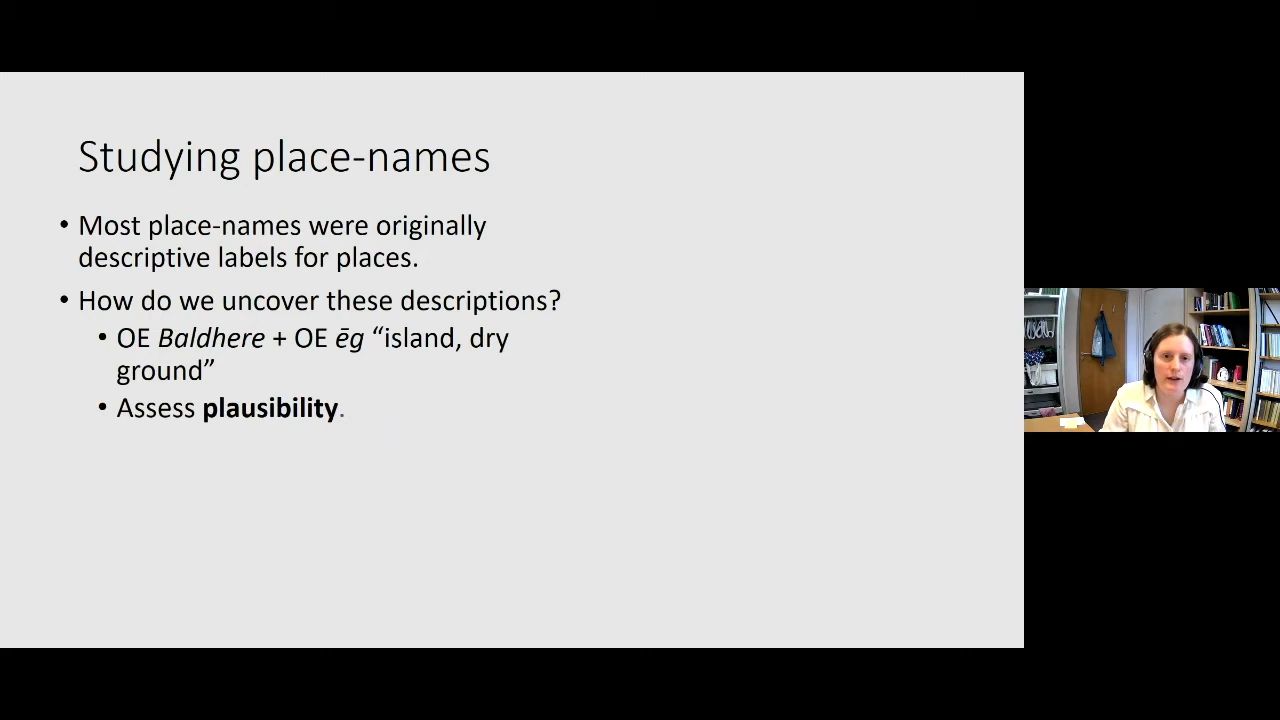 Studying place-names
• Most place-names were originally
descriptive labels for places.
• How do we uncover these descriptions?
• OE Baldhere + OE ēg “island, dry
ground”
• Assess plausibility.